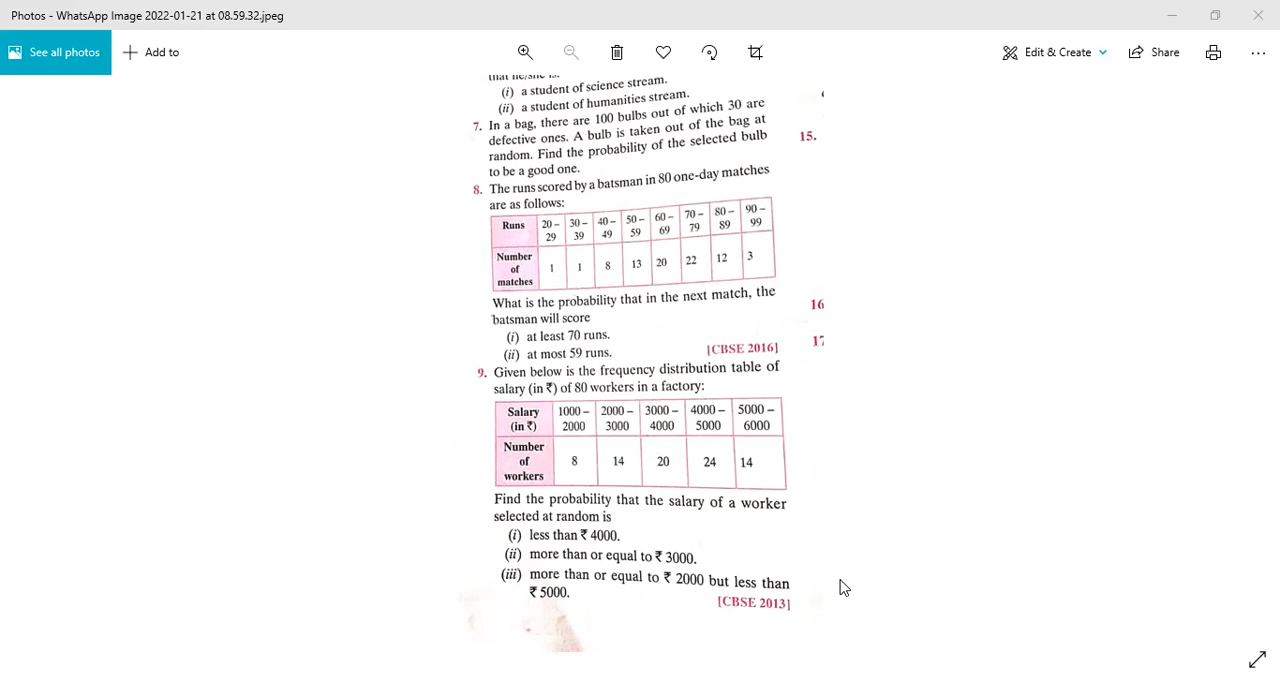 Photos - WhatsApp Image 2022-01-21 at 08.59.32.jpeg
See all photos
Add to
Edit & Create
Share
that he/she is:
(i) a student of science stream.
(ii) a student of humanities stream.
7. In a bag, there are 100 bulbs out of which 30 are
defective ones. A bulb is taken out of the bag at
random. Find the probability of the selected bulb
to be a good one.
15.
8. The runs scored by a batsman in 80 one-day matches
are as follows:
Runs 20 – 29 30 – 39 40 – 49 50 – 59 60 – 69 70 – 79 80 – 89 90 – 99
Number of matches 1 1 8 13 20 22 12 3
What is the probability that in the next match, the
batsman will score
16
(i) at least 70 runs.
(ii) at most 59 runs. [CBSE 2016]
17
9. Given below is the frequency distribution table of
salary (in ₹) of 80 workers in a factory:
Salary (in ₹) 1000 – 2000 2000 – 3000 3000 – 4000 4000 – 5000 5000 – 6000
Number of workers 8 14 20 24 14
Find the probability that the salary of a worker
selected at random is
(i) less than ₹ 4000.
(ii) more than or equal to ₹ 3000.
(iii) more than or equal to ₹ 2000 but less than
₹ 5000. [CBSE 2013]